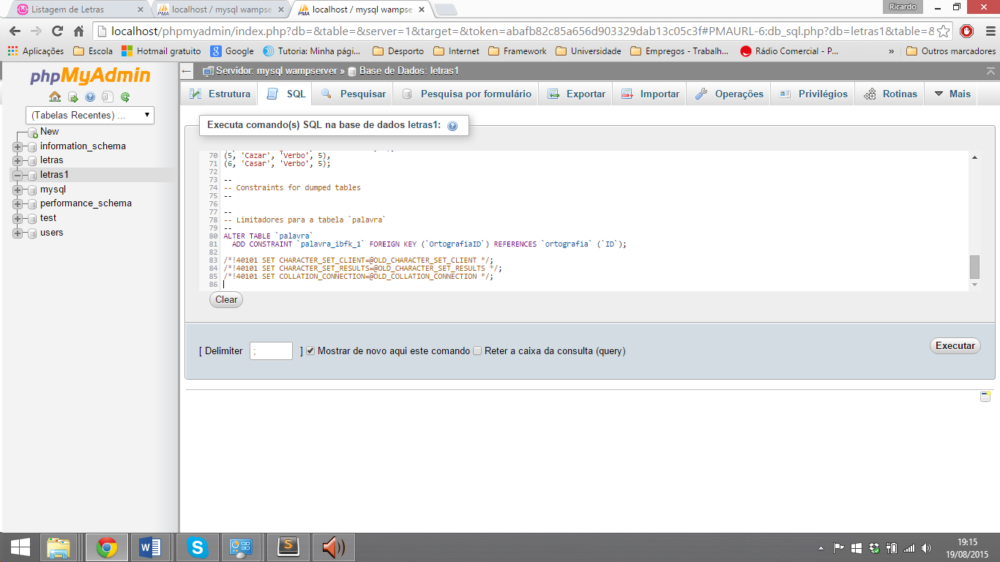 Listagem de Letras
localhost / mysql wampse
localhost / mysql wampse
Ricardo
localhost/phpmyadmin/index.php?db=&table=&server=1&target=&token=abafb82c85a656d903329dab13c05c3f#PMAURL-6:db_sql.php?db=letras1&table=&
Aplicações
Escola
Hotmail gratuito
Google
Tutoria: Minha pági...
Desporto
Internet
Framework
Universidade
Empregos - Trabalh...
Rádio Comercial - P...
»
Outros marcadores
phpMyAdmin
(Tabelas Recentes) ...
New
information_schema
letras
letras1
mysql
performance_schema
test
users
Servidor: mysql wampserver » Base de Dados: letras1
Estrutura
SQL
Pesquisar
Pesquisa por formulário
Exportar
Importar
Operações
Privilégios
Rotinas
Mais
Executa comando(s) SQL na base de dados letras1:
70 (5, 'Cazar', 'Verbo', 5),
71 (6, 'Casar', 'Verbo', 5);
72
73 --
74 -- Constraints for dumped tables
75 --
76
77 --
78 -- Limitadores para a tabela `palavra`
79 --
80 ALTER TABLE `palavra`
81 ADD CONSTRAINT `palavra_ibfk_1` FOREIGN KEY (`OrtografiaID`) REFERENCES `ortografia` (`ID`);
82
83 /*!40101 SET CHARACTER_SET_CLIENT=@OLD_CHARACTER_SET_CLIENT */;
84 /*!40101 SET CHARACTER_SET_RESULTS=@OLD_CHARACTER_SET_RESULTS */;
85 /*!40101 SET COLLATION_CONNECTION=@OLD_COLLATION_CONNECTION */;
86
Clear
[ Delimiter ; ] Mostrar de novo aqui este comando Reter a caixa da consulta (query)
Executar
19:15
19/08/2015